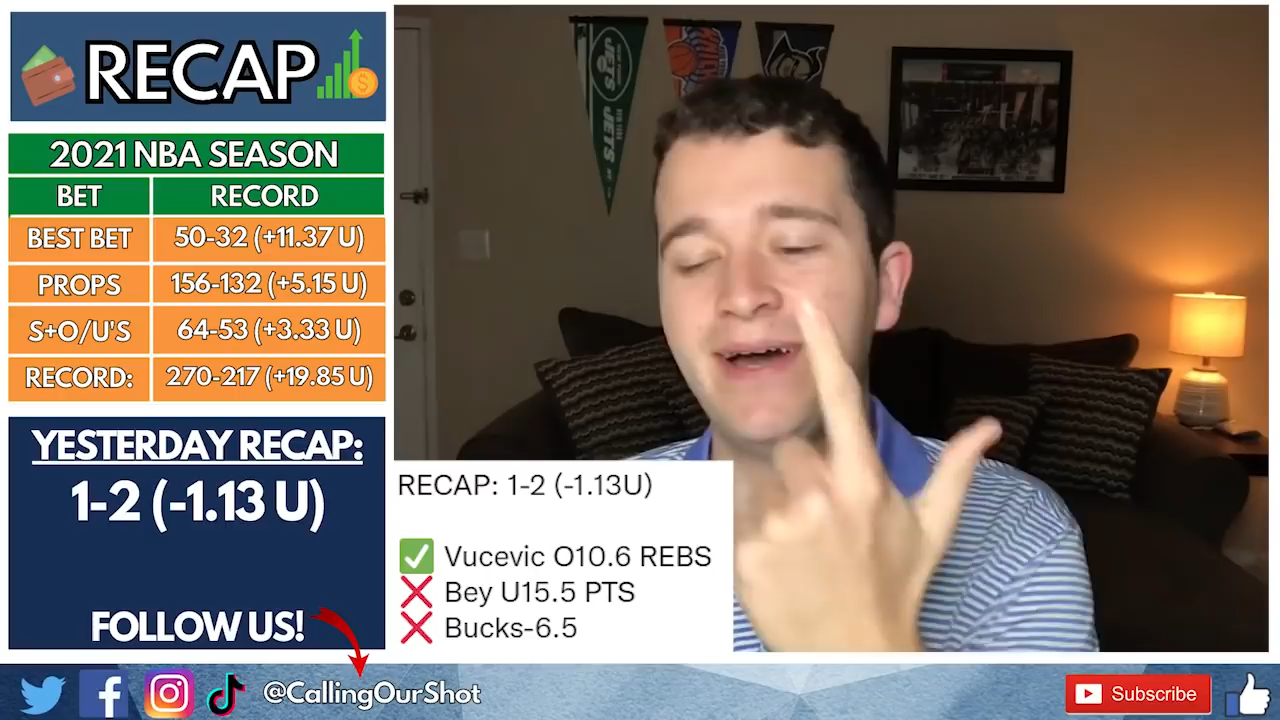 RECAP
2021 NBA SEASON
BET RECORD
BEST BET 50-32 (+11.37 U)
PROPS 156-132 (+5.15 U)
S+O/U'S 64-53 (+3.33 U)
RECORD: 270-217 (+19.85 U)
YESTERDAY RECAP:
1-2 (-1.13 U)
FOLLOW US!
@CallingOurShot
JETS
JETS
RECAP: 1-2 (-1.13U)
Vucevic O10.6 REBS
Bey U15.5 PTS
Bucks-6.5
Subscribe